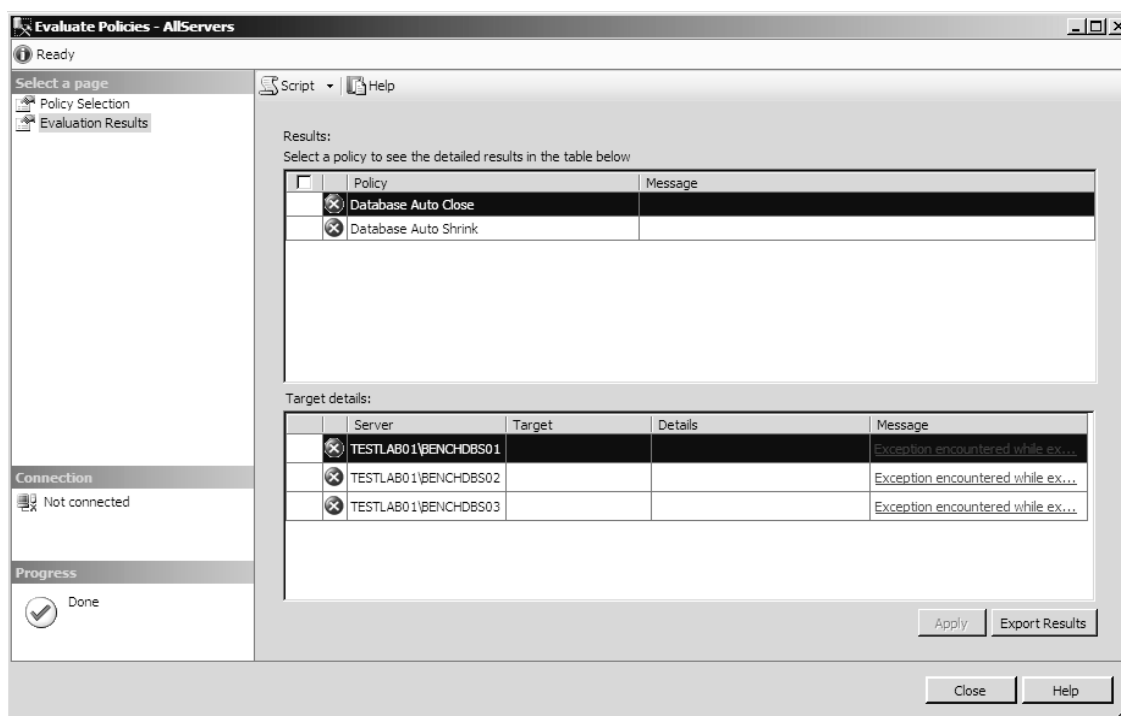 Evaluate Policies - AllServers
Ready
Select a page
Policy Selection
Evaluation Results
Script Help
Results:
Select a policy to see the detailed results in the table below
Policy Message
Database Auto Close
Database Auto Shrink
Target details:
Server Target Details Message
TESTLAB01\BENCHDBS01 Exception encountered while ex...
TESTLAB01\BENCHDBS02 Exception encountered while ex...
TESTLAB01\BENCHDBS03 Exception encountered while ex...
Connection
Not connected
Progress
Done
Apply Export Results
Close Help